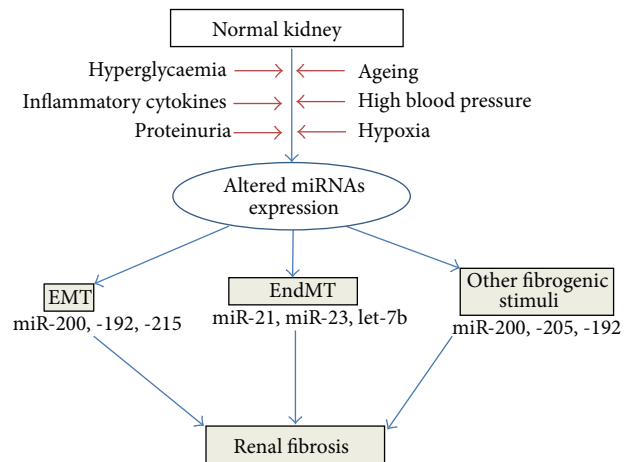 Normal kidney
Hyperglycaemia
Ageing
Inflammatory cytokines
High blood pressure
Proteinuria
Hypoxia
Altered miRNAs
expression
EMT
miR-200, -192, -215
EndMT
miR-21, miR-23, let-7b
Other fibrogenic
stimuli
miR-200, -205, -192
Renal fibrosis